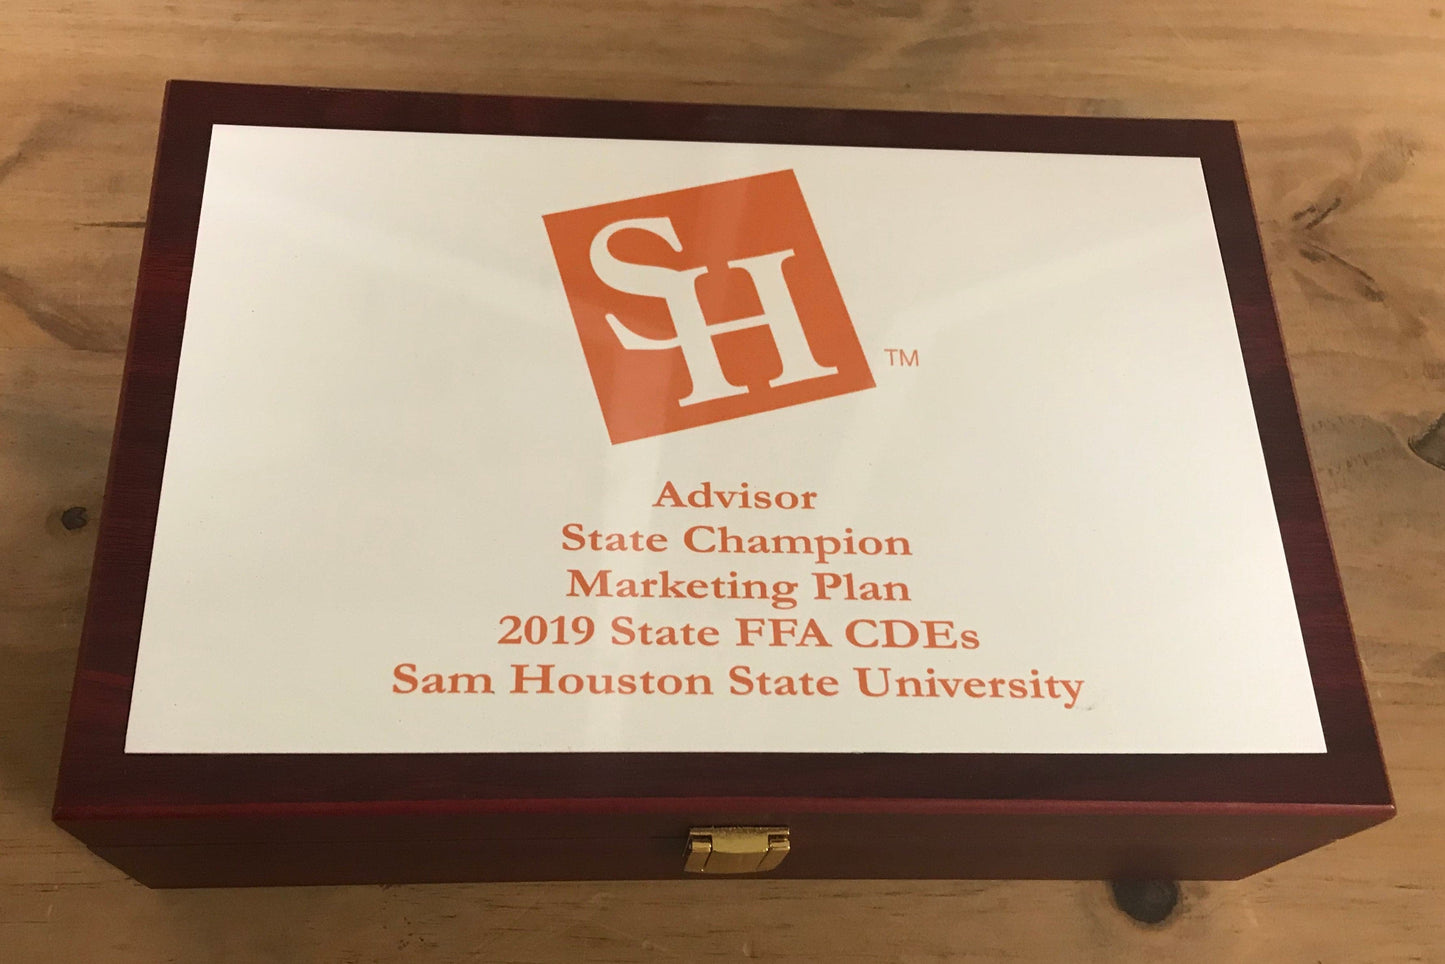 SH
TM
Advisor
State Champion
Marketing Plan
2019 State FFA CDEs
Sam Houston State University